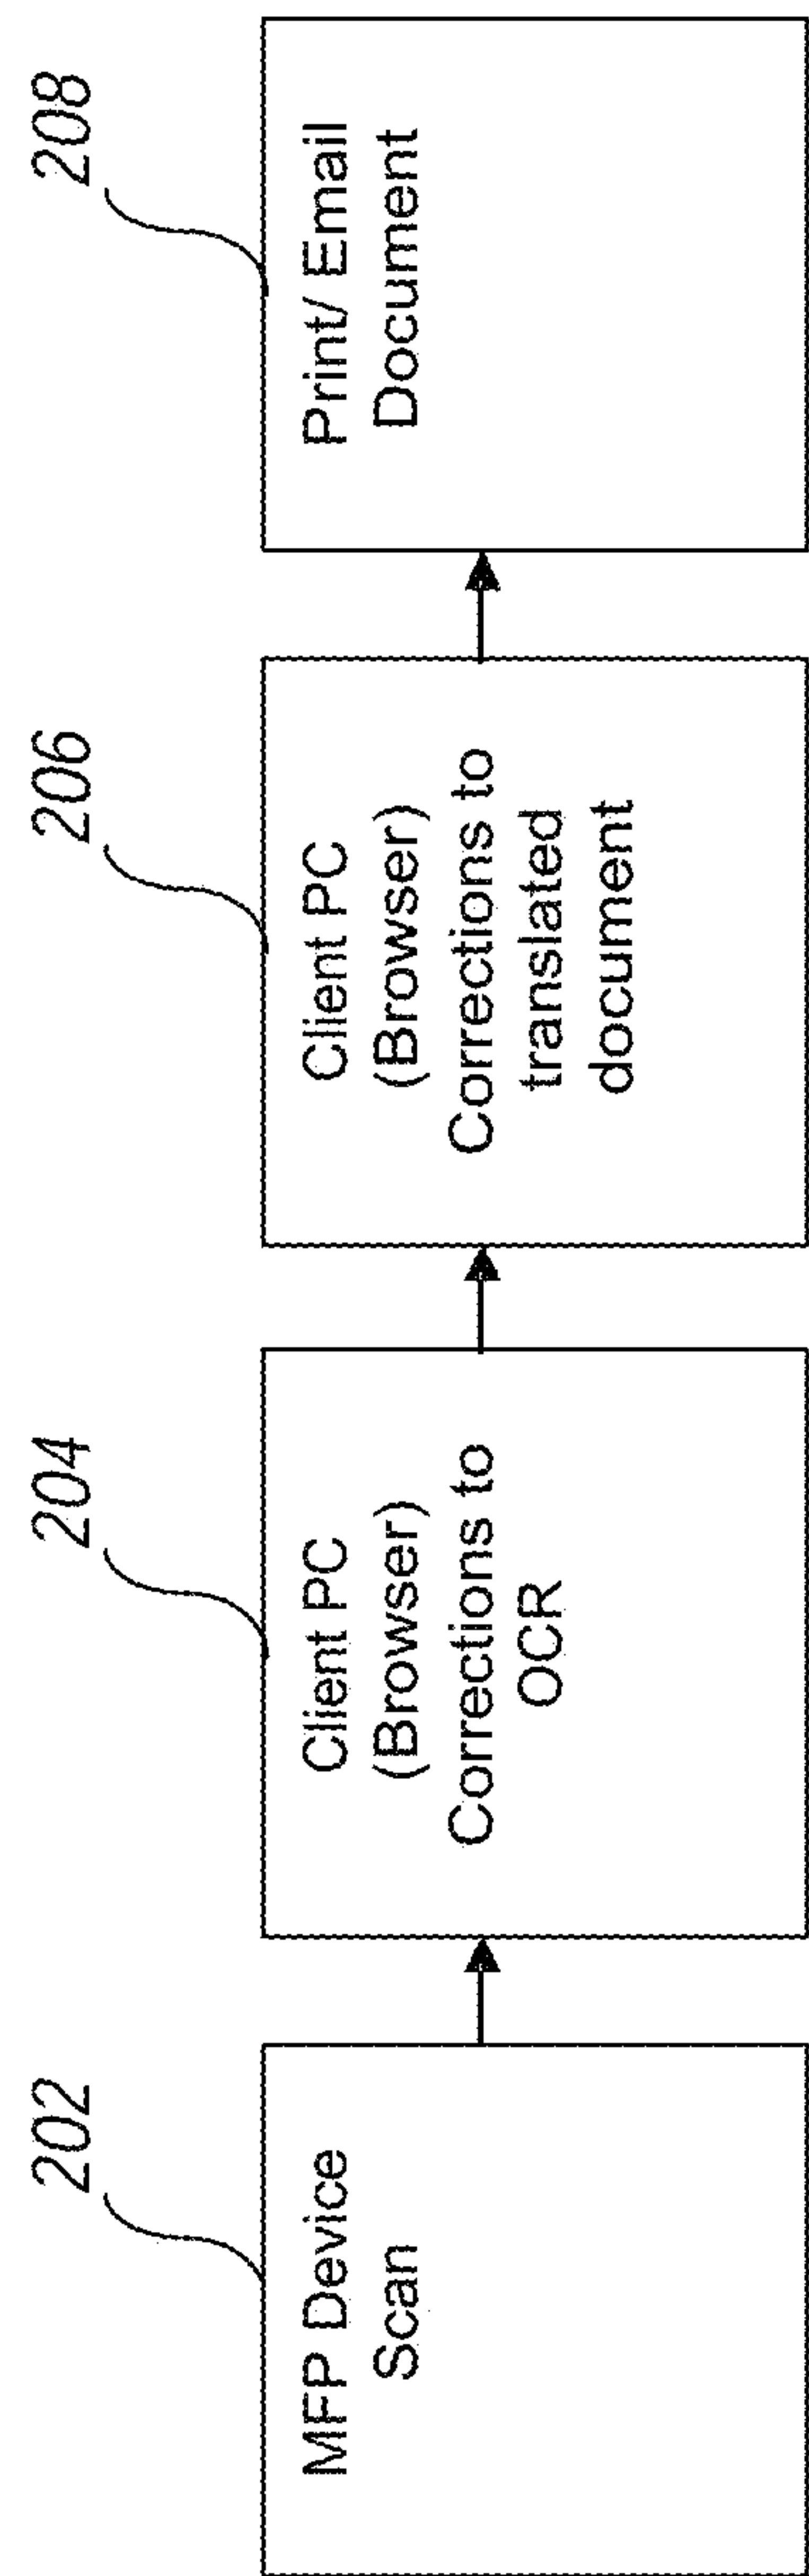 202
MFP Device
Scan
204
Client PC
(Browser)
Corrections to
OCR
206
Client PC
(Browser)
Corrections to
translated
document
208
Print/ Email
Document